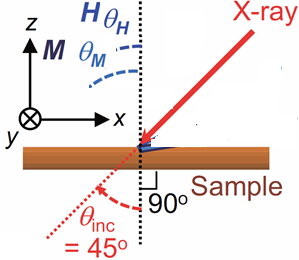 H θH
X-ray
z
M θM
y
x
Sample
90°
θinc
= 45°